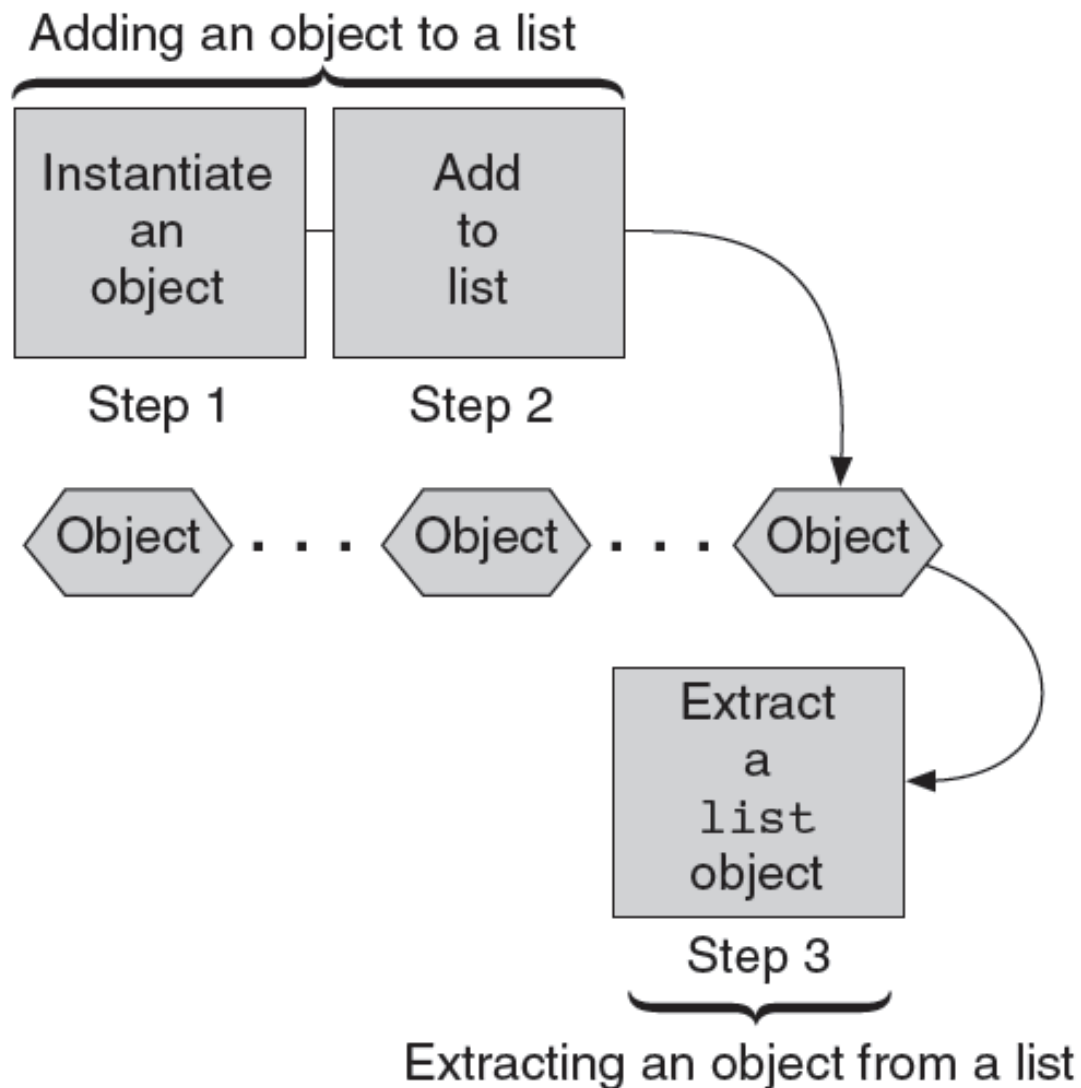 Adding an object to a list
Instantiate
an
object
Add
to
list
Step 1
Step 2
Object . . . Object . . . Object
Extract
a
list
object
Step 3
Extracting an object from a list